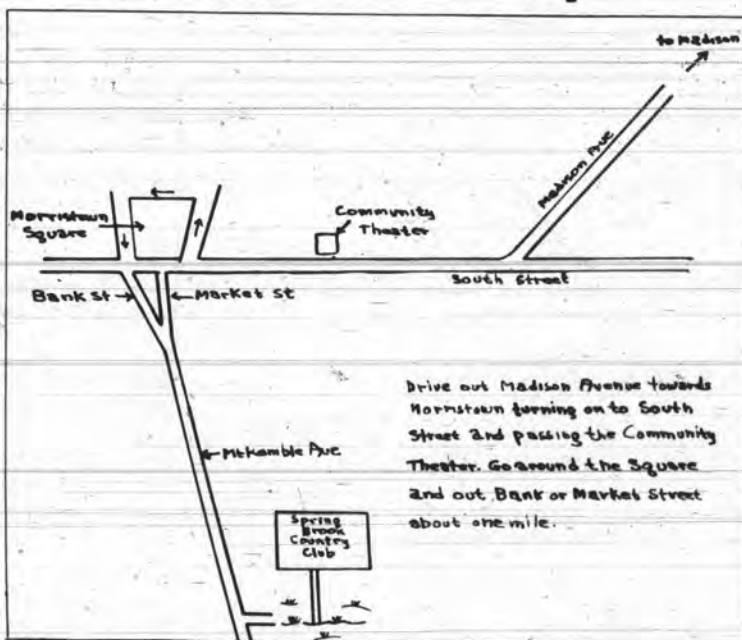 to Madison
Madison Ave
Morristown
Square
Community
Theater
South Street
Bank St
Market St
Drive out Madison Avenue towards
Morristown turning on to South
Street and passing the Community
Theater. Go around the Square
and out Bank or Market Street
about one mile.
Mt Kemble Ave
Spring
Brook
Country
Club